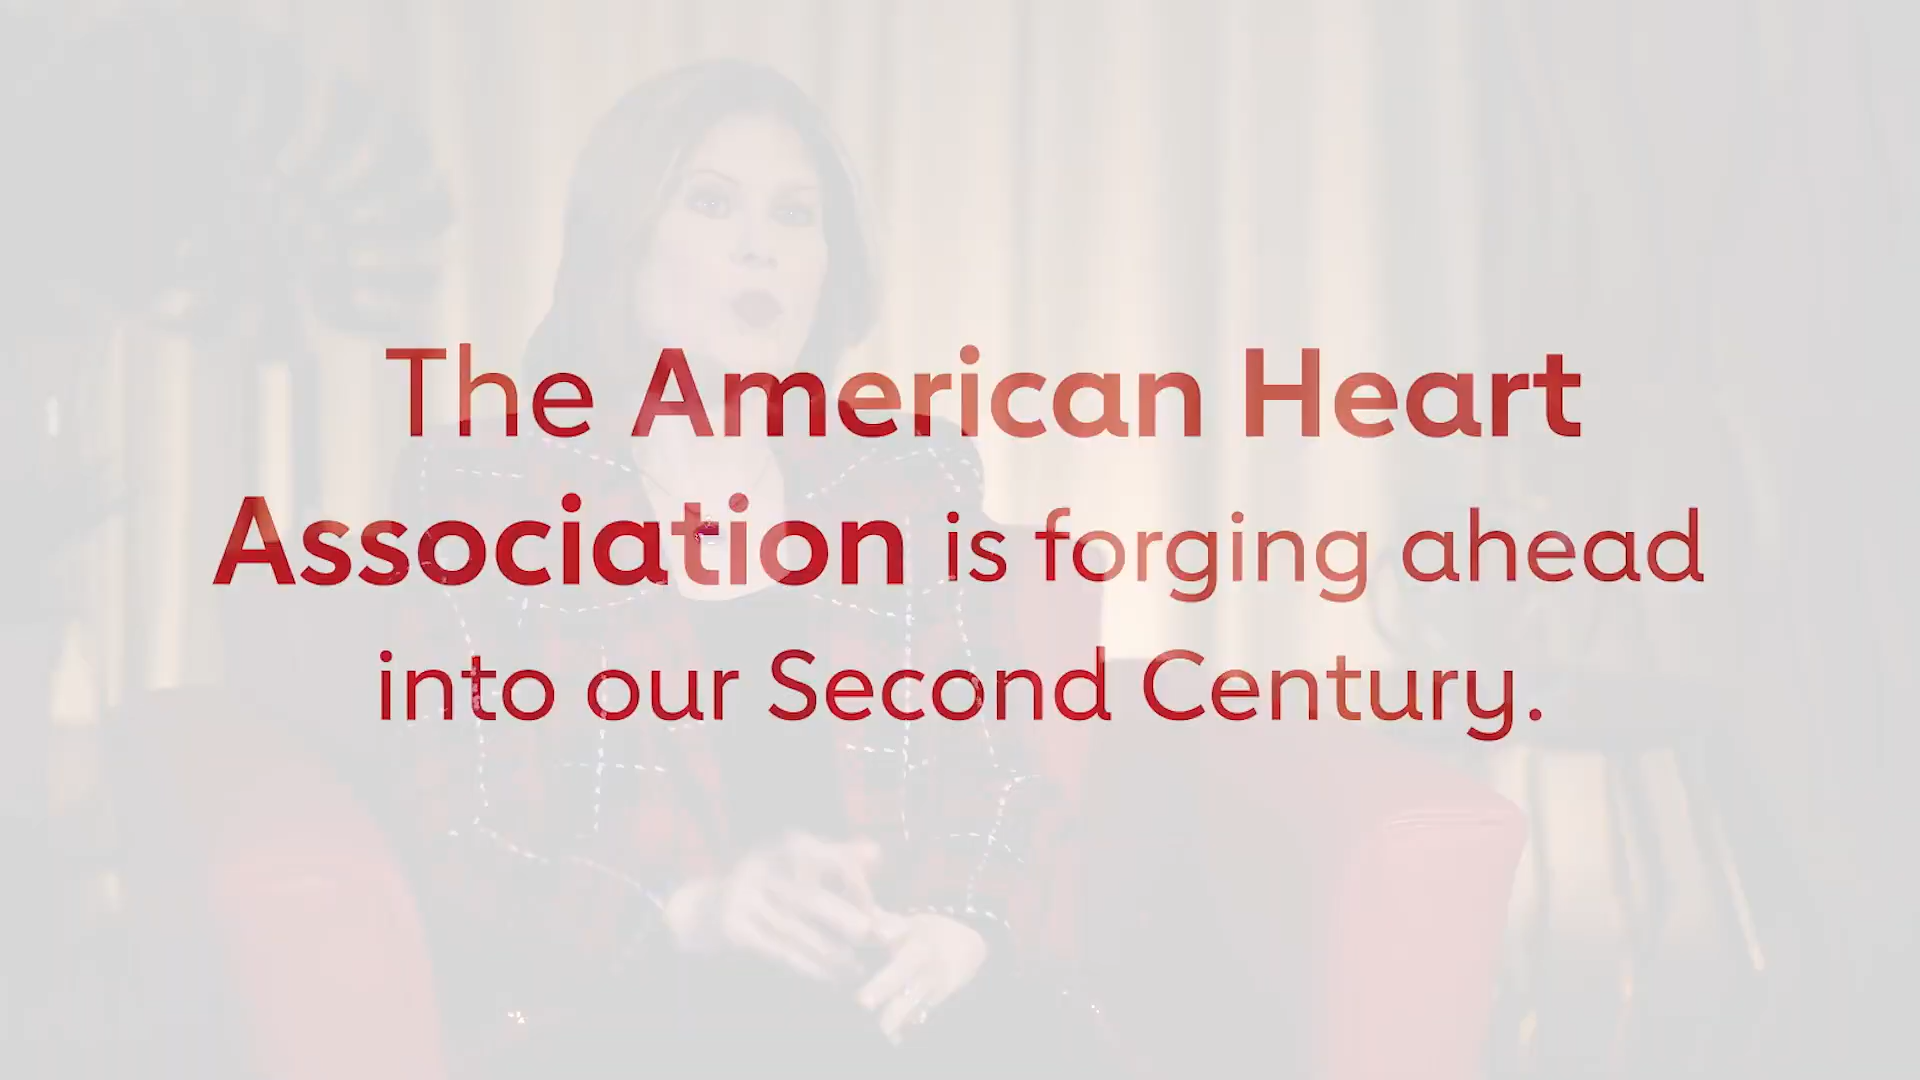 The American Heart
Association is forging ahead
into our Second Century.